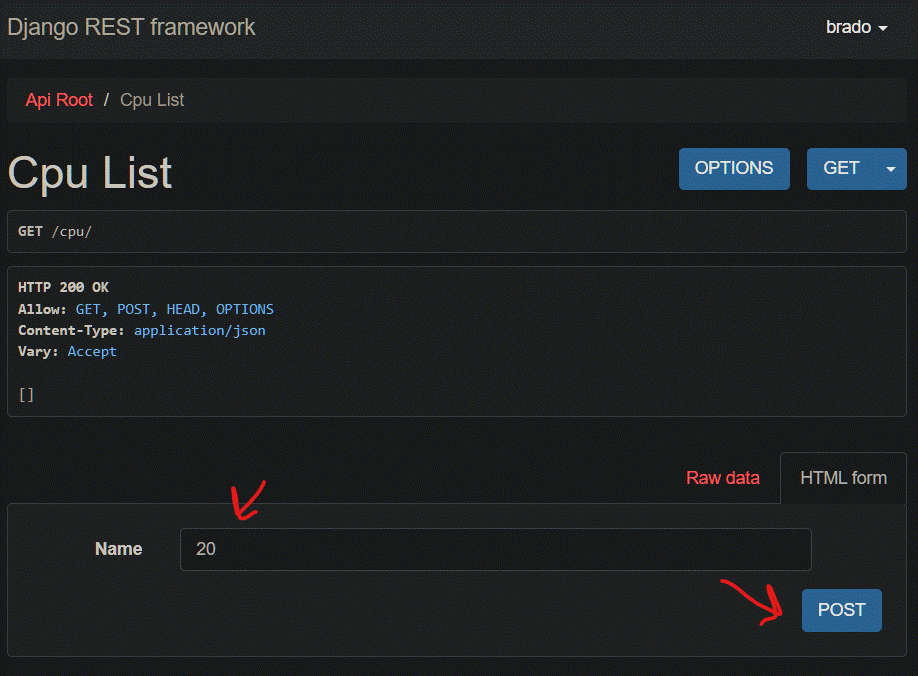 Django REST framework
brado
Api Root / Cpu List
Cpu List
OPTIONS
GET
GET /cpu/
HTTP 200 OK
Allow: GET, POST, HEAD, OPTIONS
Content-Type: application/json
Vary: Accept
[]
Raw data
HTML form
Name
20
POST